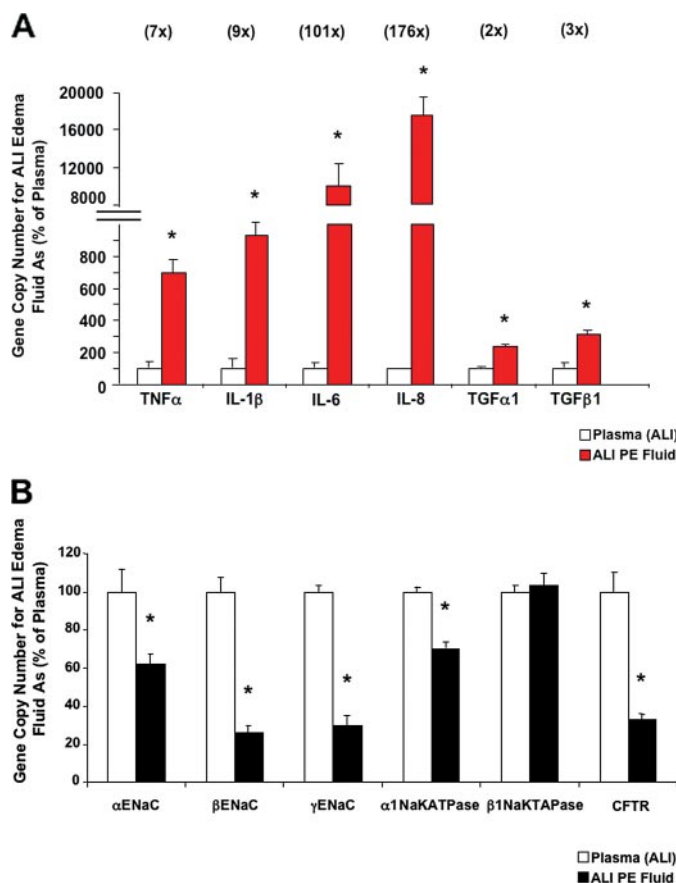 A
(7x) (9x) (101x) (176x) (2x) (3x)
Gene Copy Number for ALI Edema
Fluid As (% of Plasma)
20000
16000
12000
8000
800
600
400
200
0
* * * * * *
TNFα IL-1β IL-6 IL-8 TGFα1 TGFβ1
Plasma (ALI)
ALI PE Fluid
B
Gene Copy Number for ALI Edema
Fluid As (% of Plasma)
120
100
80
60
40
20
0
* * * * *
αENaC βENaC γENaC α1NaKATPase β1NaKTAPase CFTR
Plasma (ALI)
ALI PE Fluid